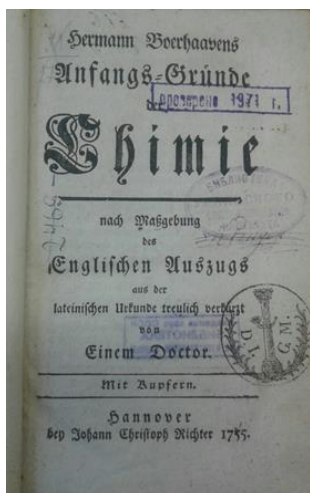 Hermann Boerhaavens
Anfangs-Gründe
der
Chimie
nach Maßgebung
des
Englischen Auszugs
aus der
lateinischen Urkunde treulich verkürzt
von
Einem Doctor.
Mit Kupfern.
Hannover
bey Johann Christoph Richter 1755.
проверено 1971 г.
D. I. G. M.